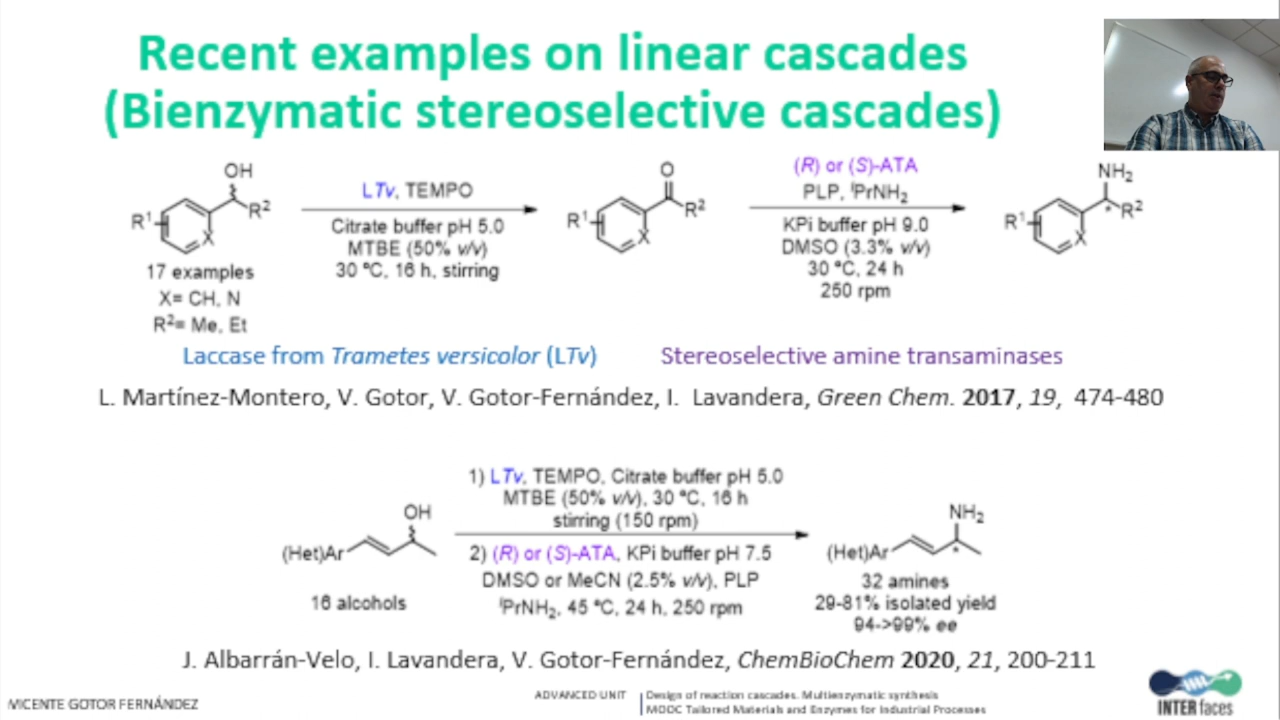 Recent examples on linear cascades
(Bienzymatic stereoselective cascades)
OH
R¹
R²
X
17 examples
X= CH, N
R²= Me, Et
LTv, TEMPO
Citrate buffer pH 5.0
MTBE (50% v/v)
30 ºC, 16 h, stirring
O
R¹
R²
X
(R) or (S)-ATA
PLP, ⁱPrNH₂
KPi buffer pH 9.0
DMSO (3.3% v/v)
30 ºC, 24 h
250 rpm
NH₂
R¹
R²
*
X
Laccase from Trametes versicolor (LTv)
Stereoselective amine transaminases
L. Martínez-Montero, V. Gotor, V. Gotor-Fernández, I. Lavandera, Green Chem. 2017, 19, 474-480
OH
(Het)Ar
16 alcohols
1) LTv, TEMPO, Citrate buffer pH 5.0
MTBE (50% v/v), 30 ºC, 16 h
stirring (150 rpm)
2) (R) or (S)-ATA, KPi buffer pH 7.5
DMSO or MeCN (2.5% v/v), PLP
ⁱPrNH₂, 45 ºC, 24 h, 250 rpm
NH₂
(Het)Ar
*
32 amines
29-81% isolated yield
94->99% ee
J. Albarrán-Velo, I. Lavandera, V. Gotor-Fernández, ChemBioChem 2020, 21, 200-211
VICENTE GOTOR FERNÁNDEZ
ADVANCED UNIT
Design of reaction cascades. Multienzymatic synthesis
MOOC Tailored Materials and Enzymes for Industrial Processes
INTERfaces